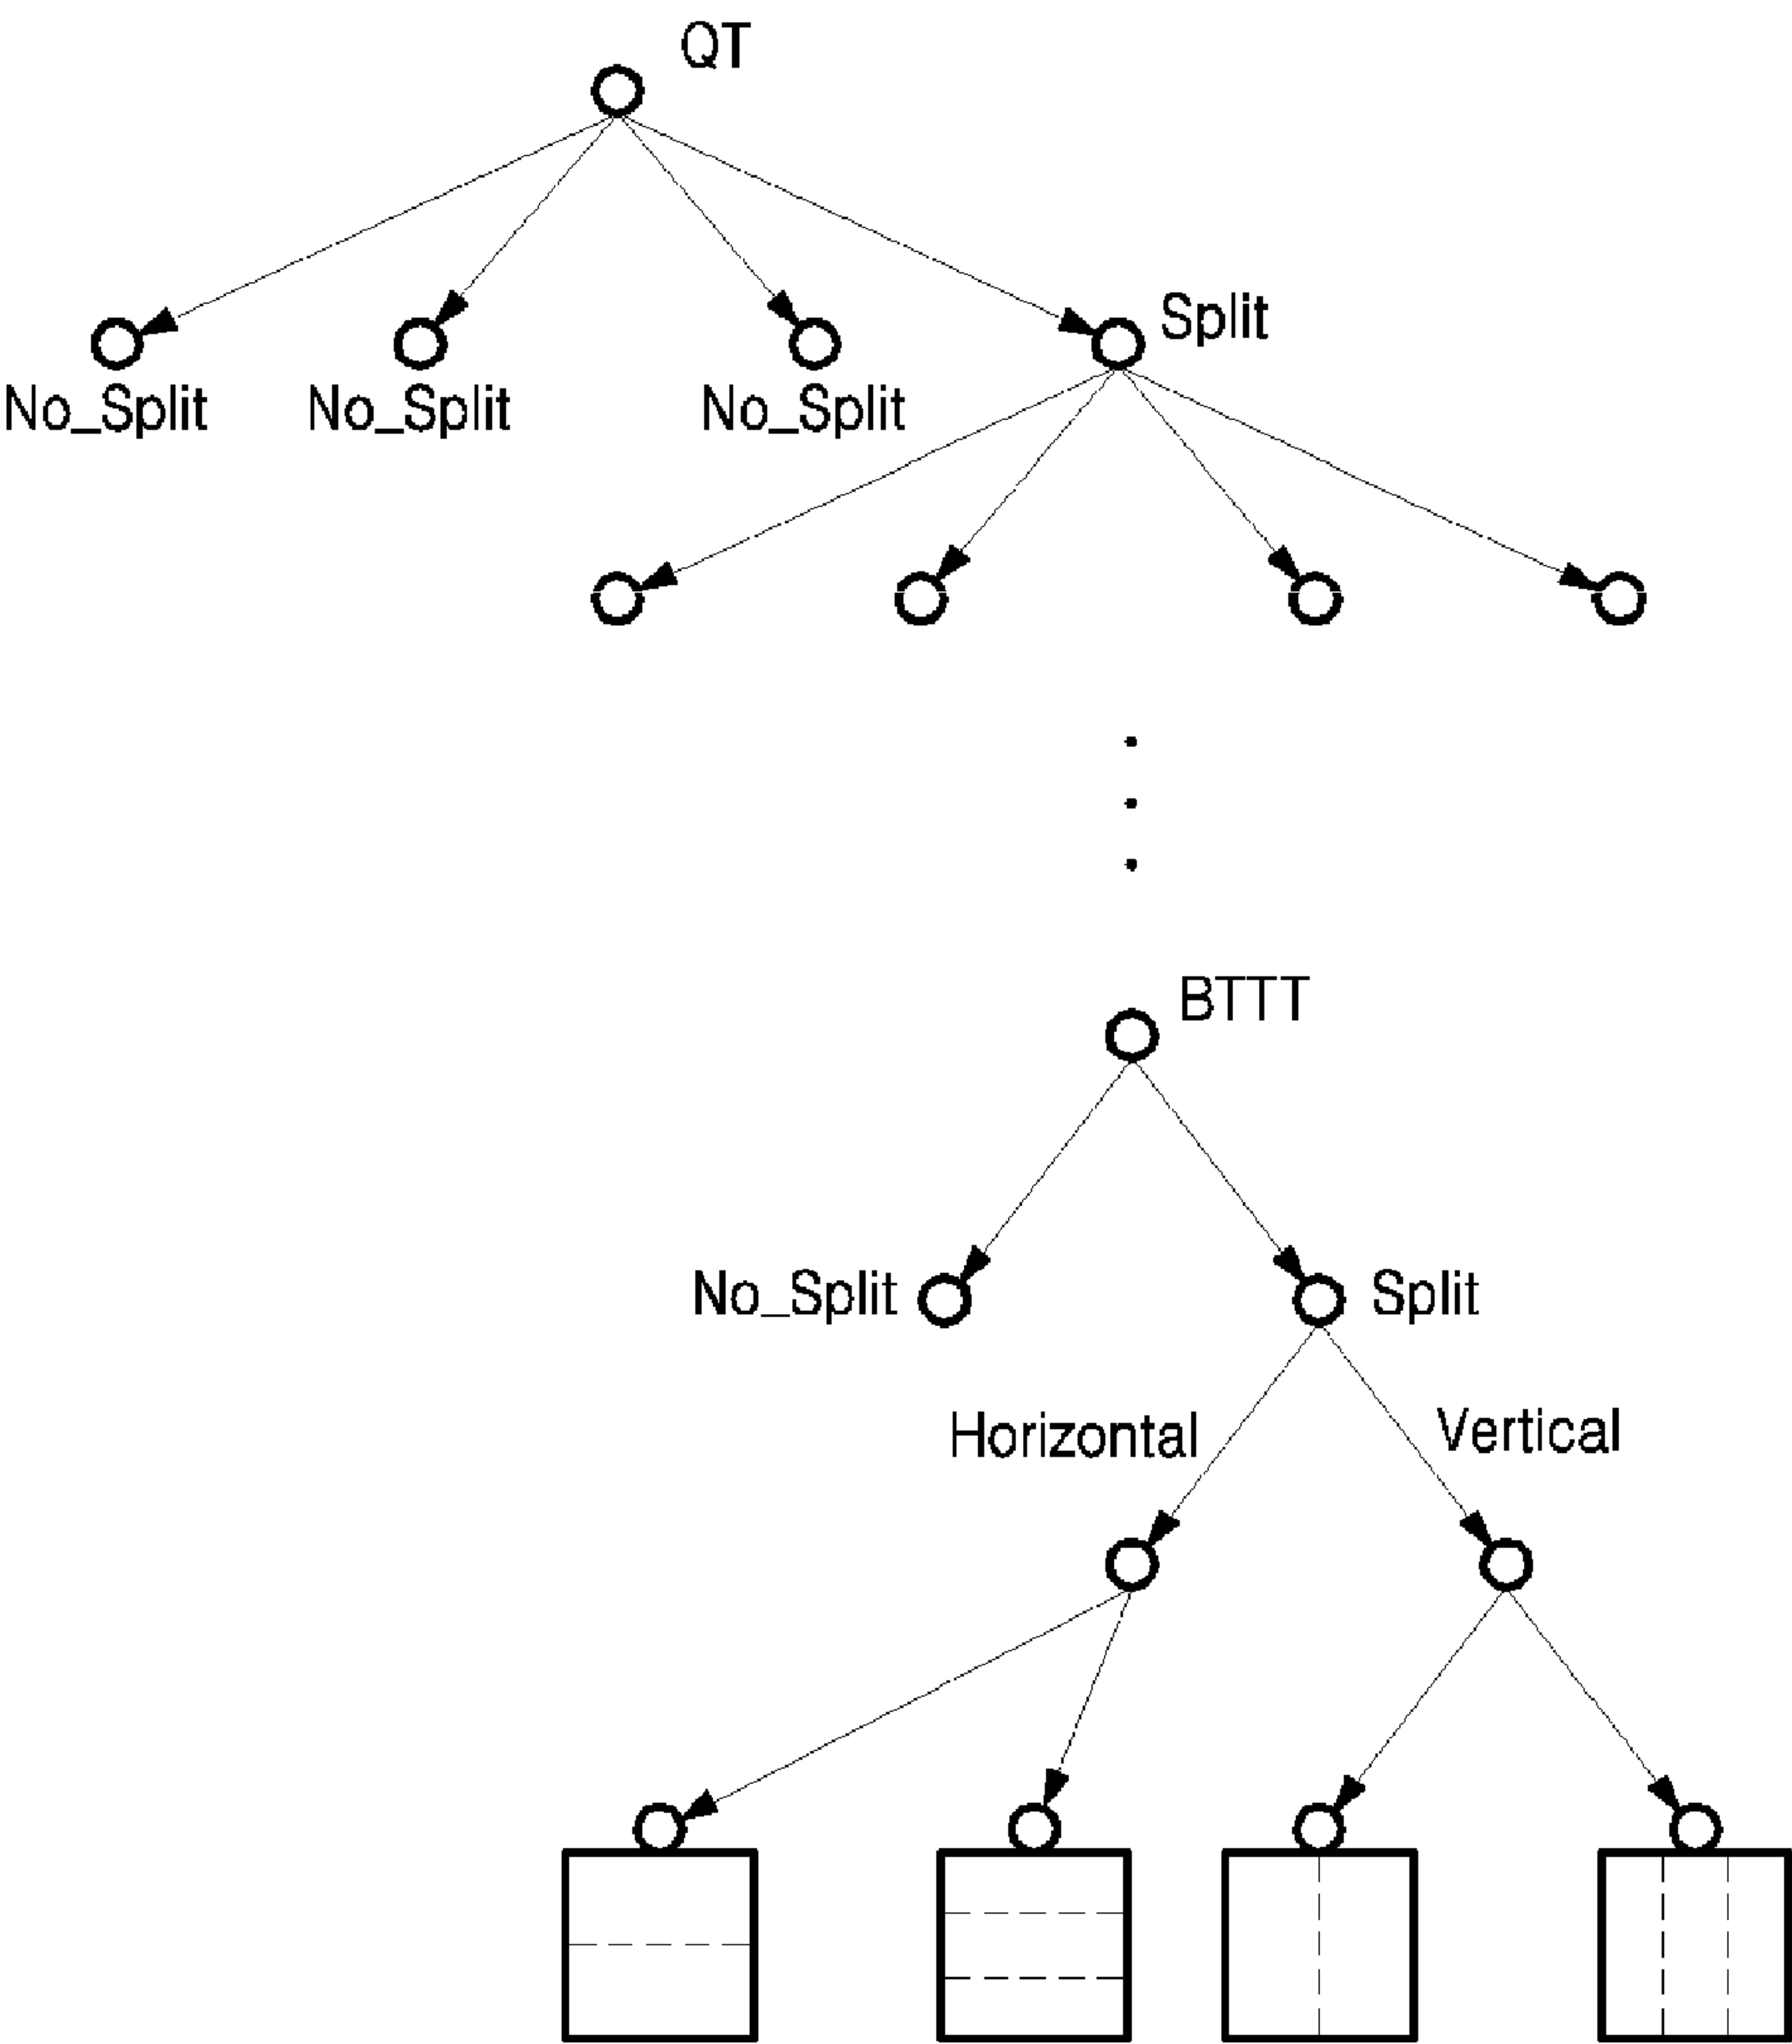 QT
Split
No_Split
No_Split
No_Split
BTTT
No_Split
Split
Horizontal
Vertical